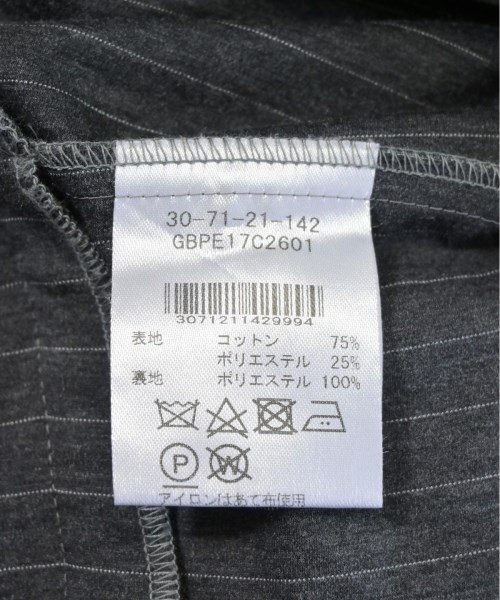 30-71-21-142
GBPE17C2601
3071211429994
表地 コットン 75%
ポリエステル 25%
裏地 ポリエステル 100%
P W
アイロンはあて布使用